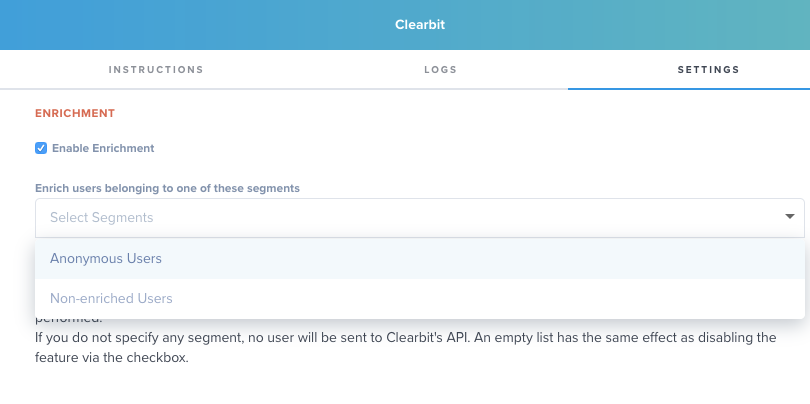 Clearbit
INSTRUCTIONS
LOGS
SETTINGS
ENRICHMENT
Enable Enrichment
Enrich users belonging to one of these segments
Select Segments
Anonymous Users
Non-enriched Users
performed.
If you do not specify any segment, no user will be sent to Clearbit's API. An empty list has the same effect as disabling the
feature via the checkbox.